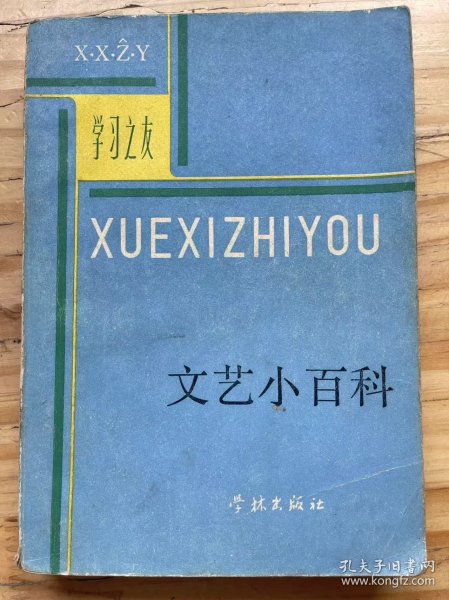 X·X·Ẑ·Y
学习之友
XUEXIZHIYOU
文艺小百科
学林出版社
孔夫子旧书网
www.kongfz.com